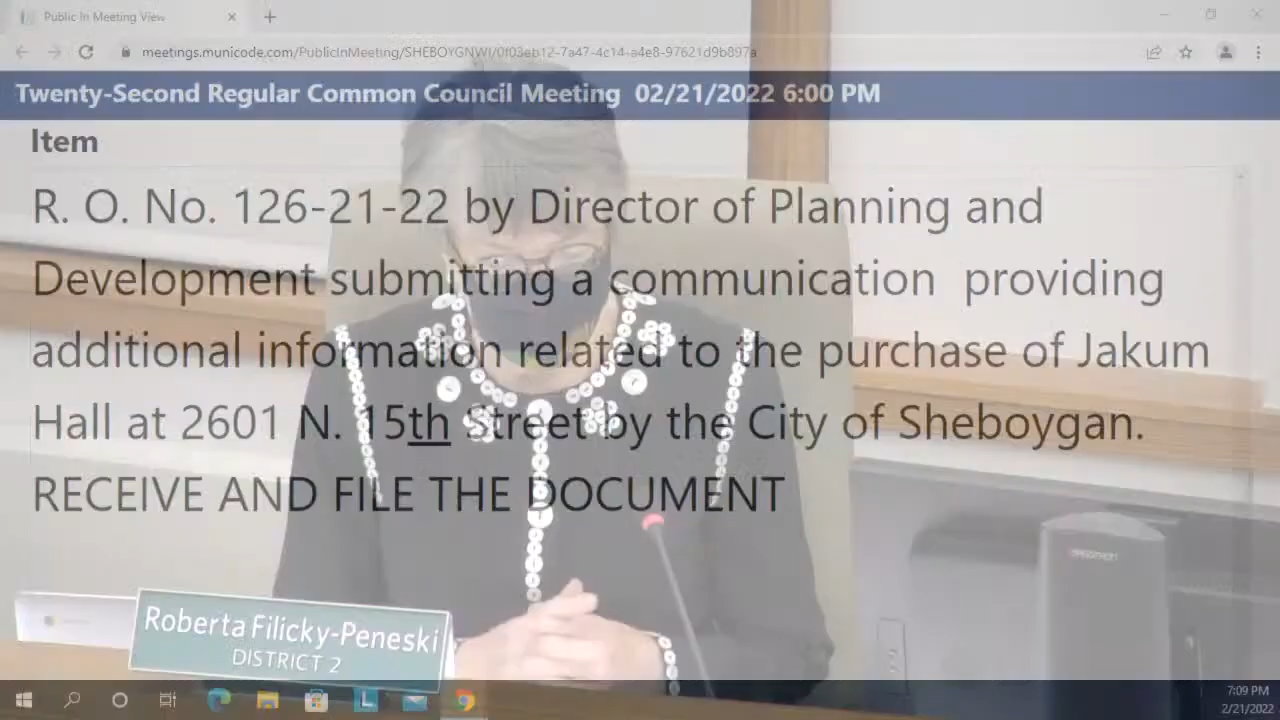 Public In Meeting View
meetings.municode.com/PublicInMeeting/SHEBOYGNWI/0f03eb12-7a47-4c14-a4e8-97621d9b897a
Twenty-Second Regular Common Council Meeting 02/21/2022 6:00 PM
Item
R. O. No. 126-21-22 by Director of Planning and
Development submitting a communication providing
additional information related to the purchase of Jakum
Hall at 2601 N. 15th Street by the City of Sheboygan.
RECEIVE AND FILE THE DOCUMENT
Roberta Filicky-Peneski
DISTRICT 2
7:09 PM
2/21/2022